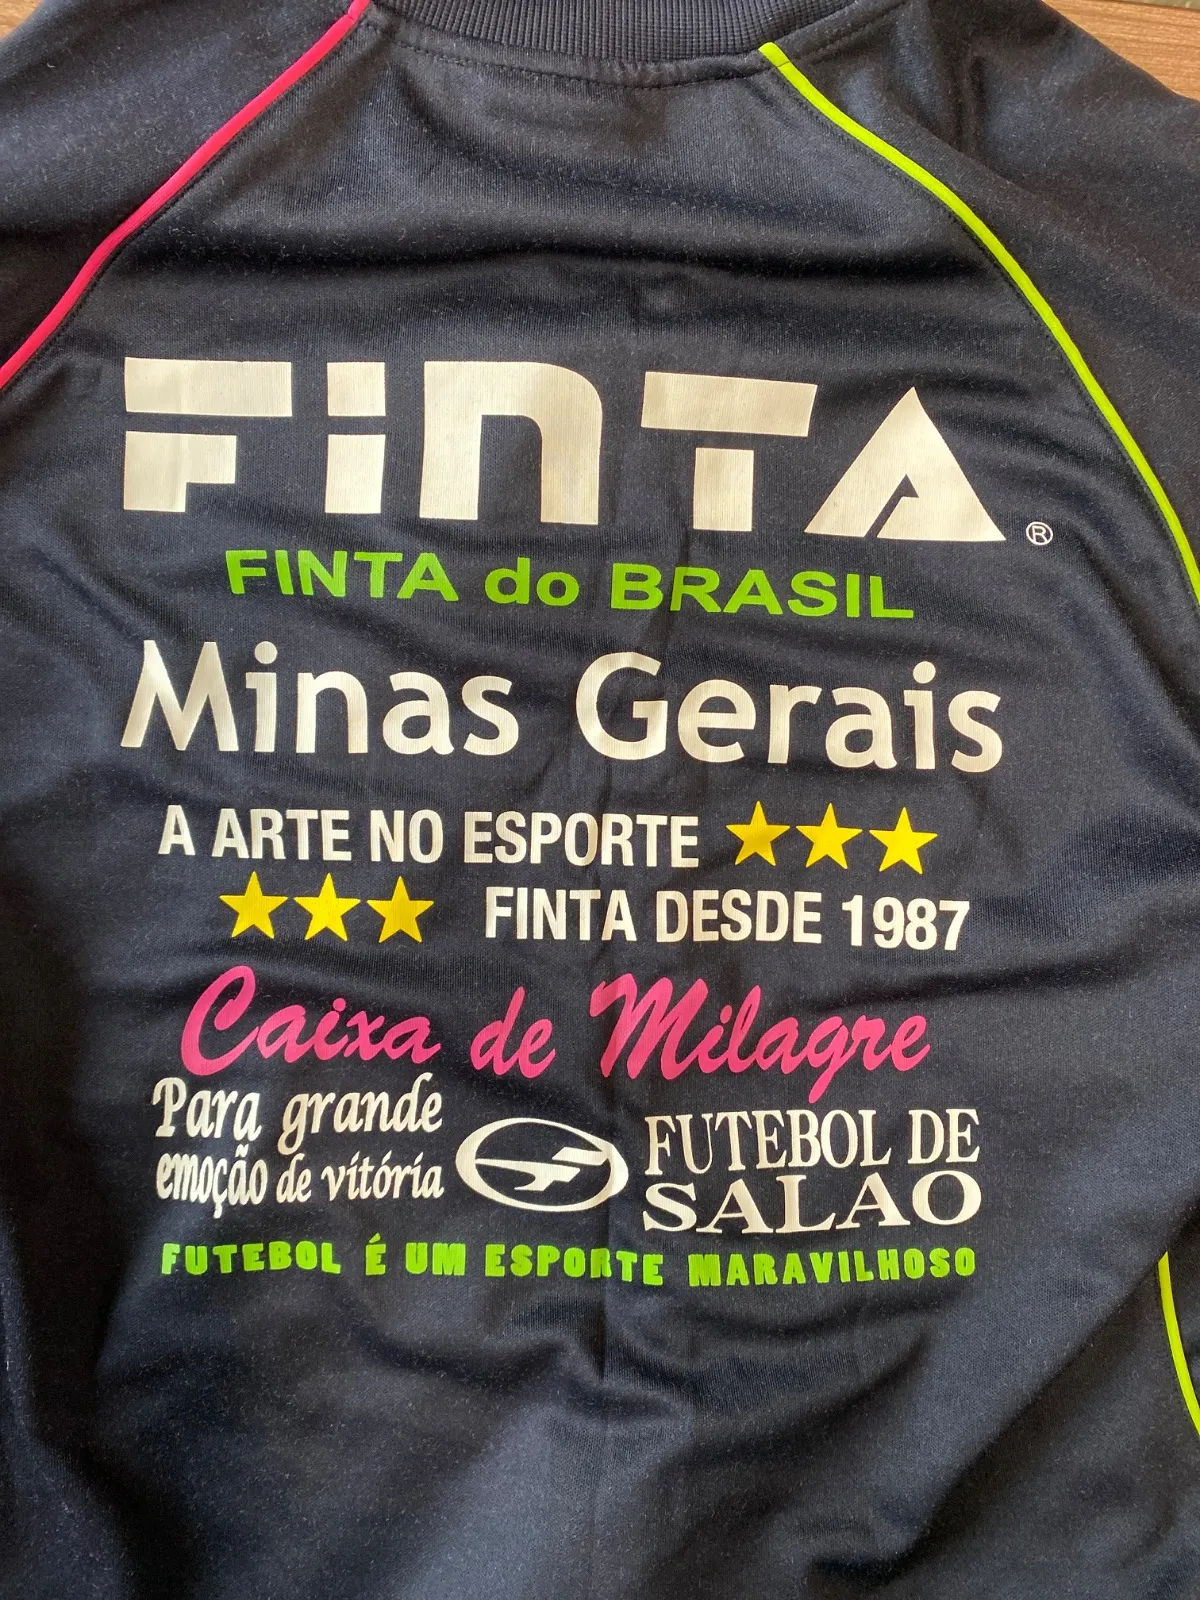 FINTA ®
FINTA do BRASIL
Minas Gerais
A ARTE NO ESPORTE ★★★
★★★ FINTA DESDE 1987
Caixa de Milagre
Para grande
emoção de vitória
FUTEBOL DE
SALAO
FUTEBOL É UM ESPORTE MARAVILHOSO